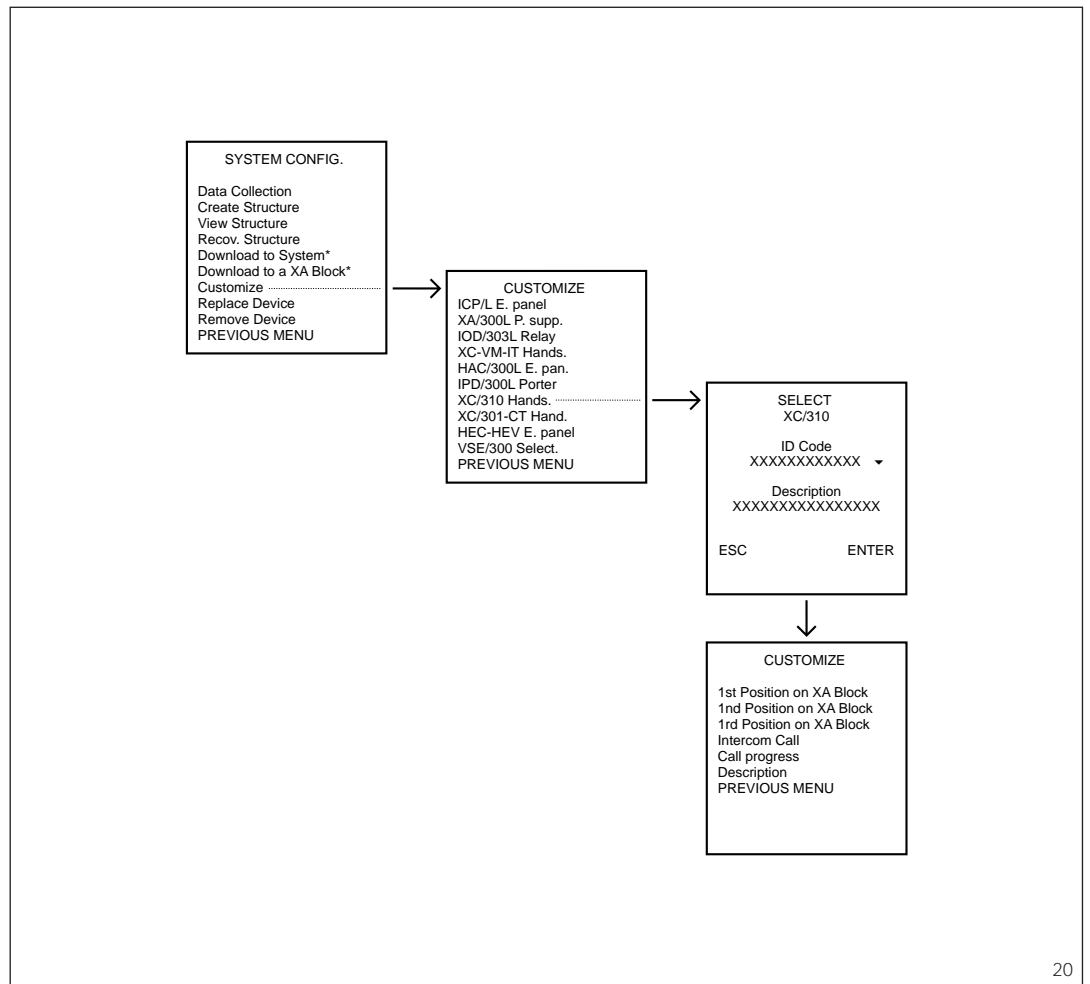 SYSTEM CONFIG.
Data Collection
Create Structure
View Structure
Recov. Structure
Download to System*
Download to a XA Block*
Customize
Replace Device
Remove Device
PREVIOUS MENU
CUSTOMIZE
ICP/L E. panel
XA/300L P. supp.
IOD/303L Relay
XC-VM-IT Hands.
HAC/300L E. pan.
IPD/300L Porter
XC/310 Hands.
XC/301-CT Hand.
HEC-HEV E. panel
VSE/300 Select.
PREVIOUS MENU
SELECT
XC/310
ID Code
XXXXXXXXXXXX
Description
XXXXXXXXXXXXXXXX
ESC ENTER
CUSTOMIZE
1st Position on XA Block
1nd Position on XA Block
1rd Position on XA Block
Intercom Call
Call progress
Description
PREVIOUS MENU
20